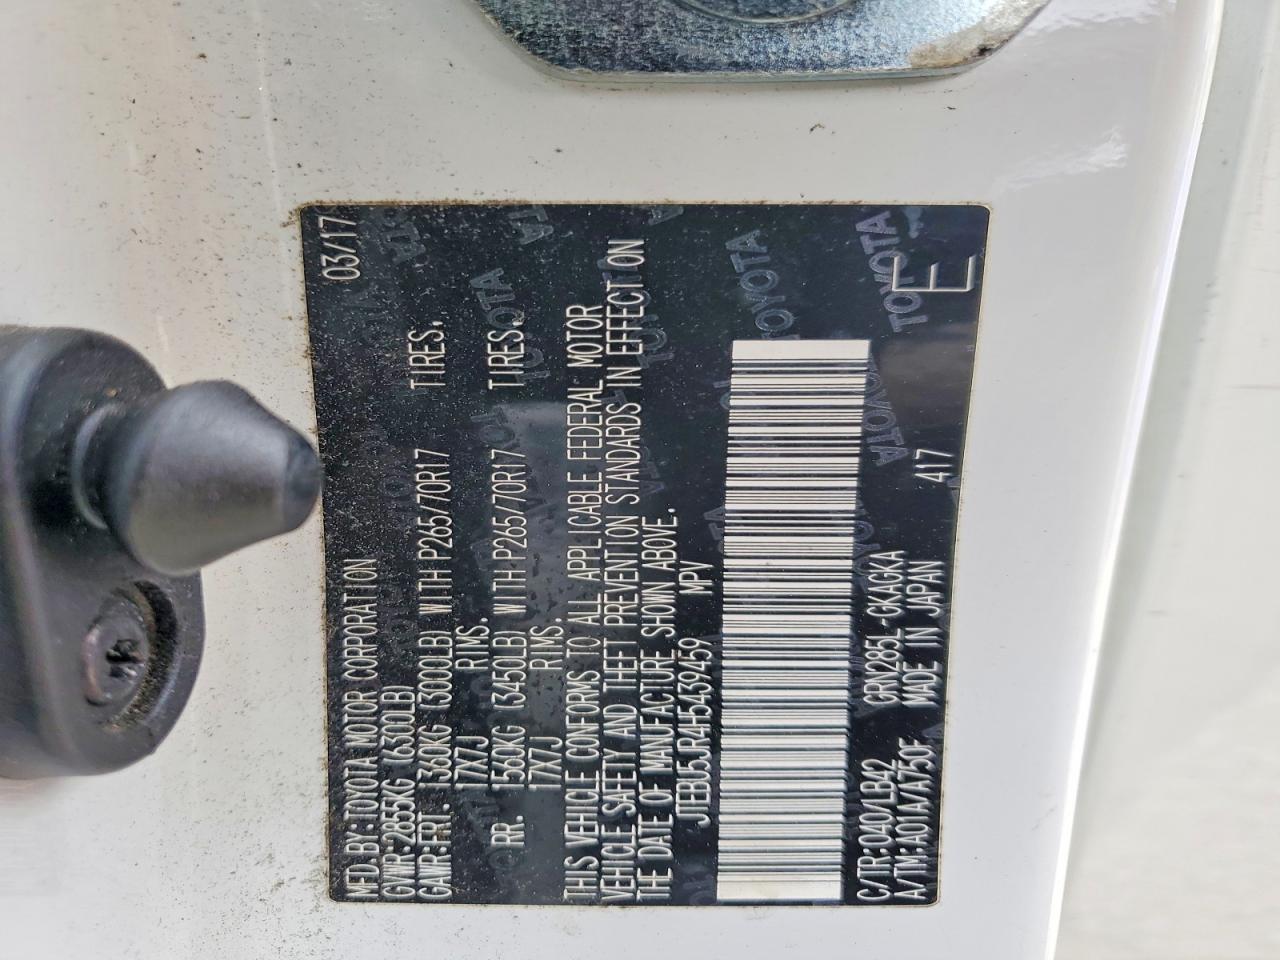 MFD.BY:TOYOTA MOTOR CORPORATION 03/17
GVWR:2855KG (6300LB)
GAWR:FRT. 1360KG (3000LB) WITH P265/70R17 TIRES.
17X7J RIMS.
RR. 1560KG (3450LB) WITH P265/70R17 TIRES.
17X7J RIMS.
THIS VEHICLE CONFORMS TO ALL APPLICABLE FEDERAL MOTOR
VEHICLE SAFETY AND THEFT PREVENTION STANDARDS IN EFFECT ON
THE DATE OF MANUFACTURE SHOWN ABOVE.
JTEBU5JR4H5439459 MPV
C/TR:040/LB42 GRN285L-GKAGKA
A/TM:A01A/A750F MADE IN JAPAN 417 E
TOYOTA
TOYOTA
TOYOTA
TOYOTA